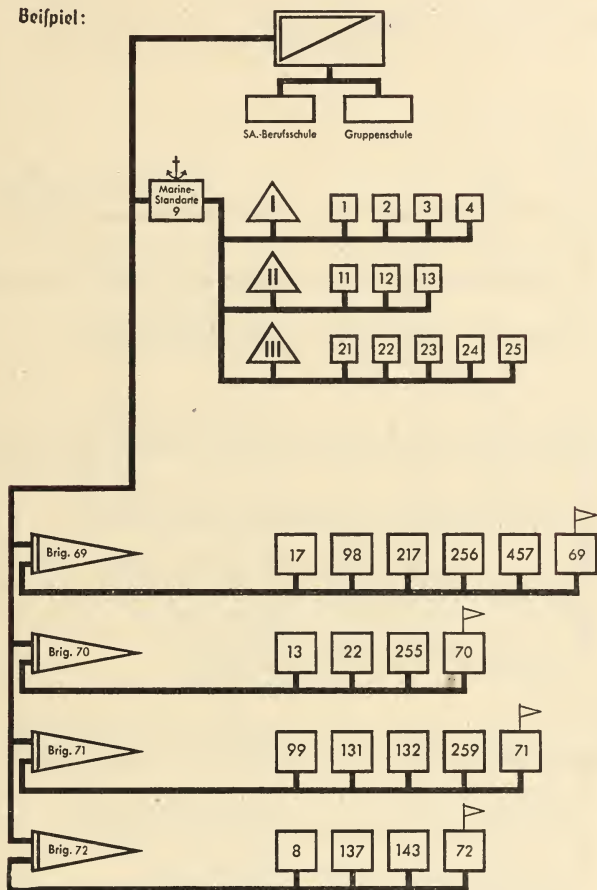 Beiſpiel:
SA.-Berufsschule Gruppenschule
Marine-
Standarte
9
I 1 2 3 4
II 11 12 13
III 21 22 23 24 25
Brig. 69 17 98 217 256 457 69
Brig. 70 13 22 255 70
Brig. 71 99 131 132 259 71
Brig. 72 8 137 143 72